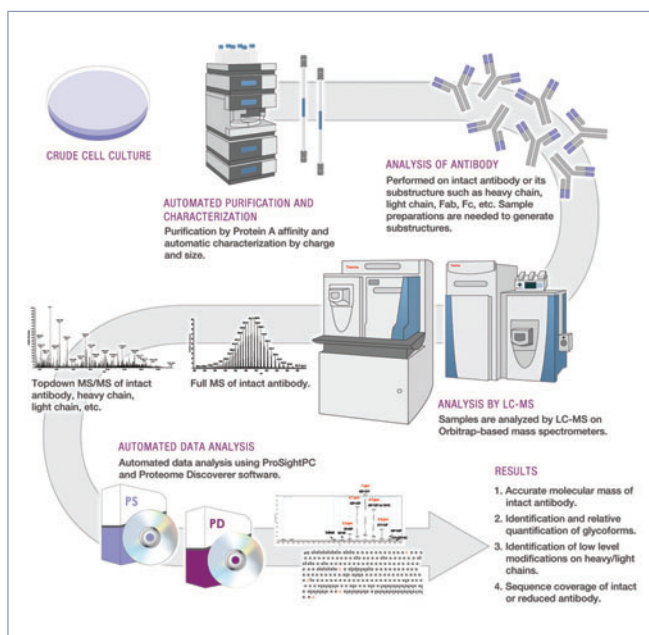 CRUDE CELL CULTURE
AUTOMATED PURIFICATION AND
CHARACTERIZATION
Purification by Protein A affinity and
automatic characterization by charge
and size.
ANALYSIS OF ANTIBODY
Performed on intact antibody or its
substructure such as heavy chain,
light chain, Fab, Fc, etc. Sample
preparations are needed to generate
substructures.
ANALYSIS BY LC-MS
Samples are analyzed by LC-MS on
Orbitrap-based mass spectrometers.
Full MS of intact antibody.
Topdown MS/MS of intact
antibody, heavy chain,
light chain, etc.
AUTOMATED DATA ANALYSIS
Automated data analysis using ProSightPC
and Proteome Discoverer software.
PS
PD
RESULTS
1. Accurate molecular mass of
intact antibody.
2. Identification and relative
quantification of glycoforms.
3. Identification of low level
modifications on heavy/light
chains.
4. Sequence coverage of intact
or reduced antibody.